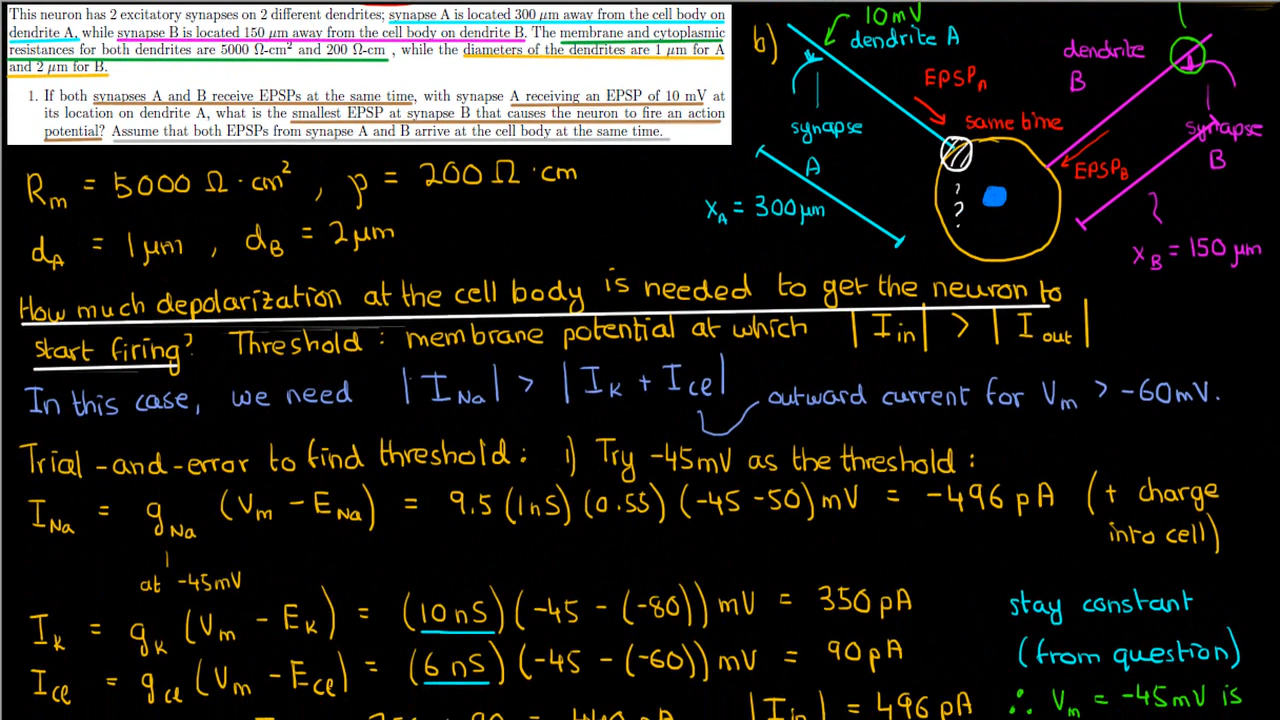 This neuron has 2 excitatory synapses on 2 different dendrites; synapse A is located 300 μm away from the cell body on
dendrite A, while synapse B is located 150 μm away from the cell body on dendrite B. The membrane and cytoplasmic
resistances for both dendrites are 5000 Ω-cm² and 200 Ω-cm , while the diameters of the dendrites are 1 μm for A
and 2 μm for B.
1. If both synapses A and B receive EPSPs at the same time, with synapse A receiving an EPSP of 10 mV at
its location on dendrite A, what is the smallest EPSP at synapse B that causes the neuron to fire an action
potential? Assume that both EPSPs from synapse A and B arrive at the cell body at the same time.
b)
10mV
dendrite A
dendrite
B
EPSP_A
same time
synapse
A
synapse
B
EPSP_B
?
?
x_A = 300μm
x_B = 150 μm
R_m = 5000 Ω·cm² , ρ = 200 Ω·cm
d_A = 1μm , d_B = 2μm
How much depolarization at the cell body is needed to get the neuron to
start firing? Threshold : membrane potential at which |I_in| > |I_out|
In this case, we need |I_Na| > |I_K + I_Cl| outward current for V_m > -60mV.
Trial-and-error to find threshold: i) Try -45mV as the threshold:
I_Na = g_Na (V_m - E_Na) = 9.5 (1nS) (0.55) (-45 -50) mV = -496 pA (+ charge
into cell)
at -45mV
I_K = g_K (V_m - E_K) = (10 nS) (-45 - (-80)) mV = 350 pA
stay constant
I_Cl = g_Cl (V_m - E_Cl) = (6 nS) (-45 - (-60)) mV = 90 pA
(from question)
∴ V_m = -45mV is
|I_in| = 496 pA